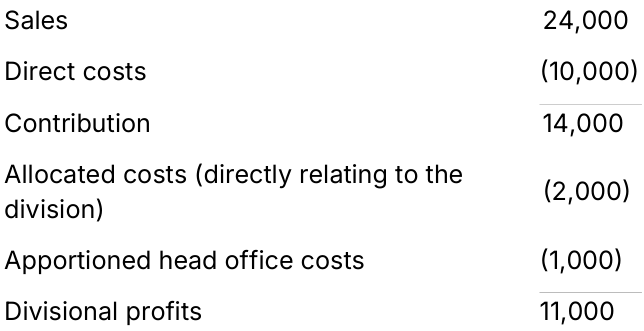 Sales 24,000
Direct costs (10,000)
Contribution 14,000
Allocated costs (directly relating to the
division) (2,000)
Apportioned head office costs (1,000)
Divisional profits 11,000